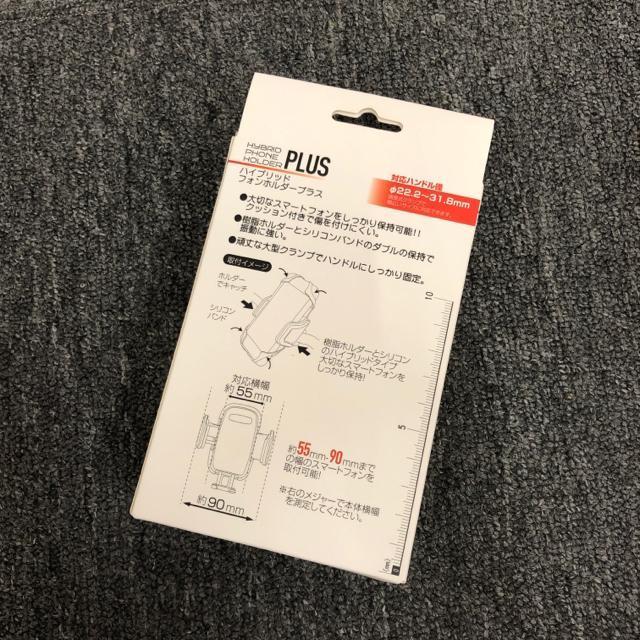 HYBRID
PHONE
HOLDER PLUS
ハイブリッド
フォンホルダープラス
対応ハンドル径
φ22.2〜31.8mm
●大切なスマートフォンをしっかり保持可能!!
クッション付きで傷を付けにくい。
●樹脂ホルダーとシリコンバンドのダブルの保持で
振動に強い。
●頑丈な大型クランプでハンドルにしっかり固定。
取付イメージ
ホルダー
でキャッチ
シリコン
バンド
樹脂ホルダーとシリコン
のハイブリッドタイプ
大切なスマートフォンを
しっかり保持!
対応横幅
約55mm
約90mm
約55mm-90mmまで
の幅のスマートフォンを
取付可能!
※右のメジャーで本体横幅
を測定してください。
10
5
0
(cm)